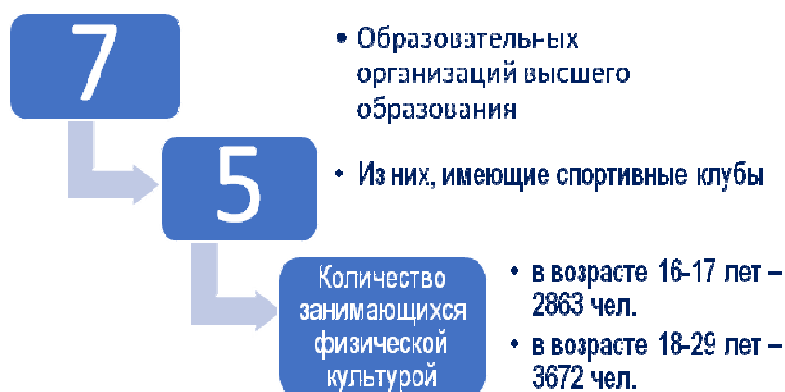 7
• Образовательных
организаций высшего
образования
5
• Из них, имеющие спортивные клубы
Количество
занимающихся
физической
культурой
• в возрасте 16-17 лет –
2863 чел.
• в возрасте 18-29 лет –
3672 чел.